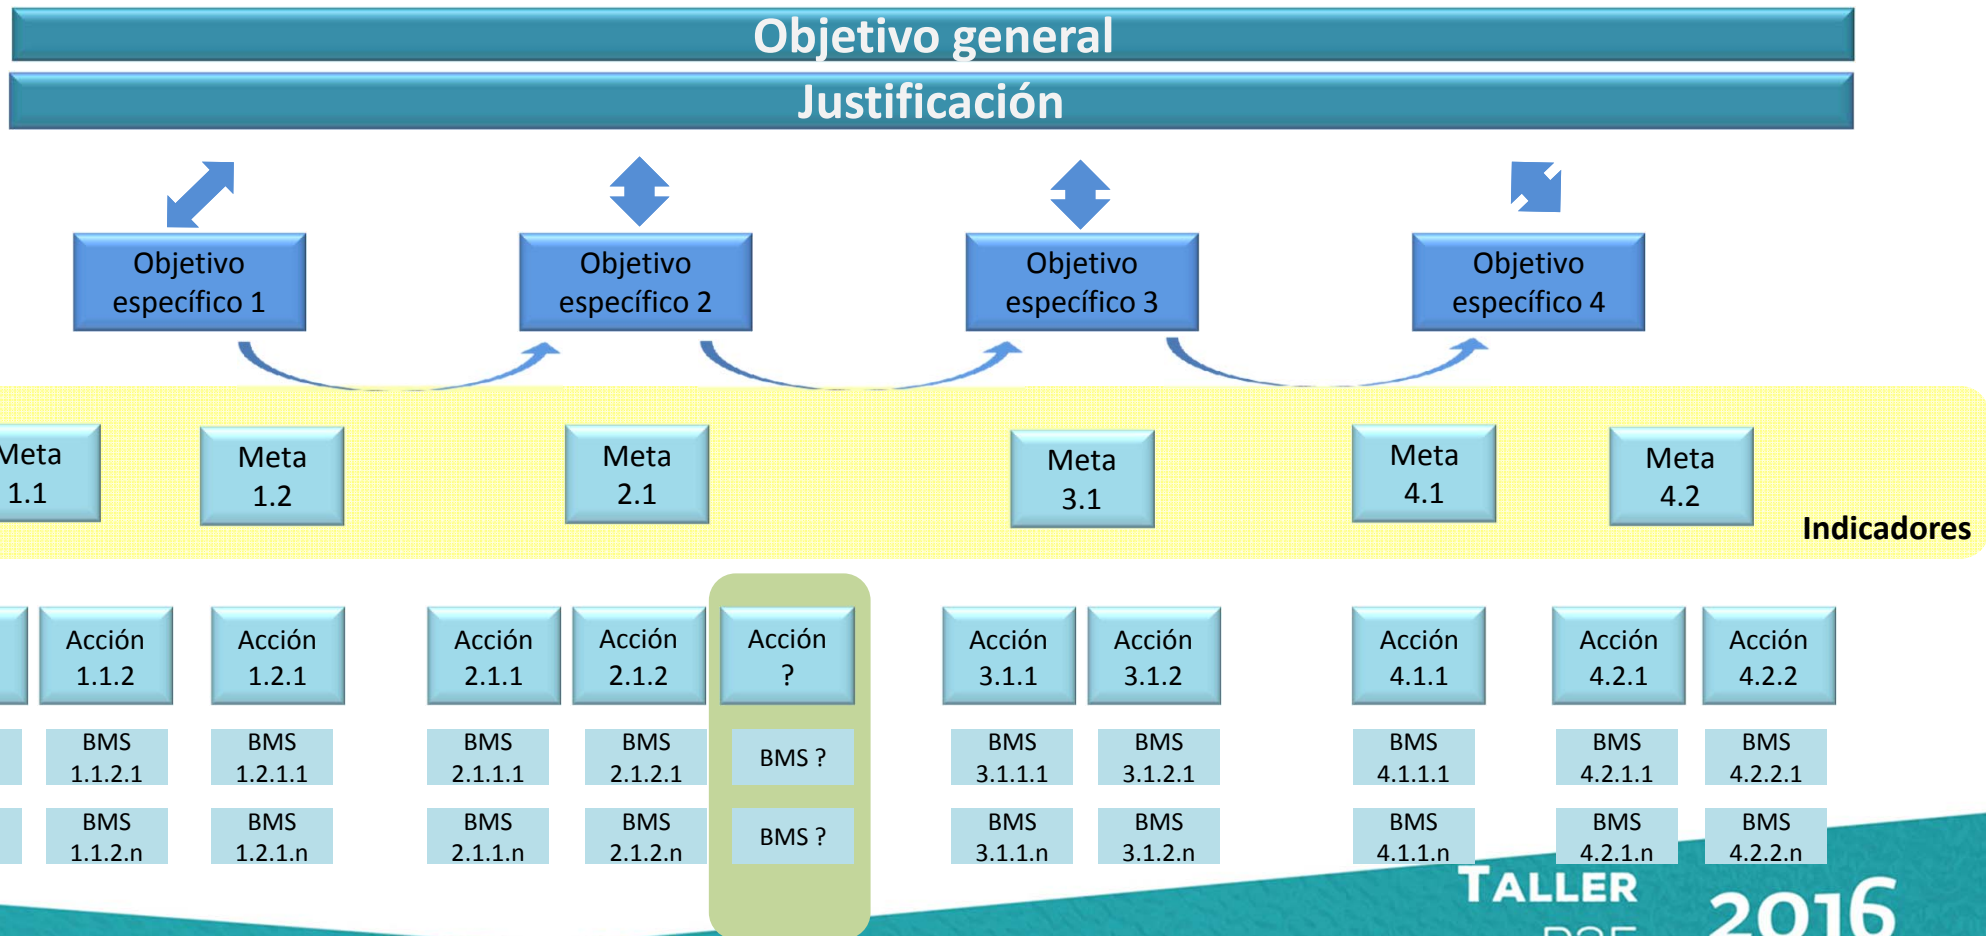 Objetivo general
Justificación
Objetivo
específico 1
Objetivo
específico 2
Objetivo
específico 3
Objetivo
específico 4
Meta
1.1
Meta
1.2
Meta
2.1
Meta
3.1
Meta
4.1
Meta
4.2
Indicadores
Acción
1.1.2
Acción
1.2.1
Acción
2.1.1
Acción
2.1.2
Acción
?
Acción
3.1.1
Acción
3.1.2
Acción
4.1.1
Acción
4.2.1
Acción
4.2.2
BMS
1.1.2.1
BMS
1.2.1.1
BMS
2.1.1.1
BMS
2.1.2.1
BMS ?
BMS
3.1.1.1
BMS
3.1.2.1
BMS
4.1.1.1
BMS
4.2.1.1
BMS
4.2.2.1
BMS
1.1.2.n
BMS
1.2.1.n
BMS
2.1.1.n
BMS
2.1.2.n
BMS ?
BMS
3.1.1.n
BMS
3.1.2.n
BMS
4.1.1.n
BMS
4.2.1.n
BMS
4.2.2.n
TALLER
2016